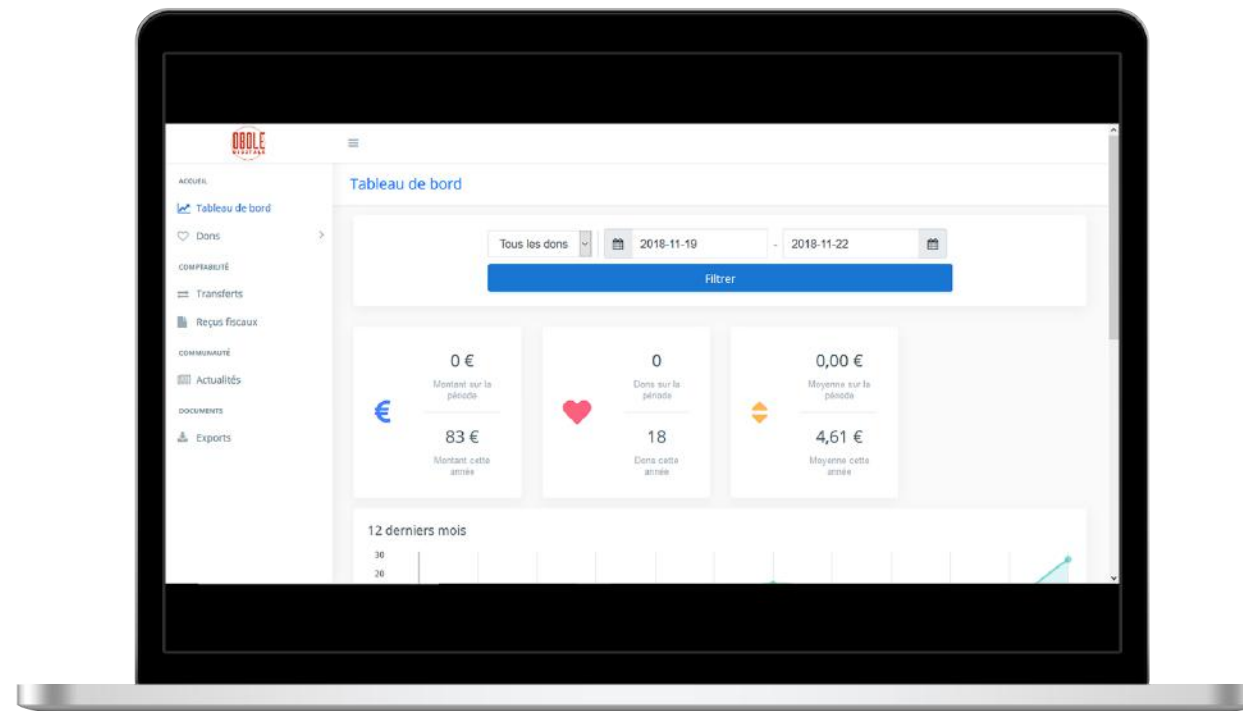 OBOLE
ACCUEIL
Tableau de bord
Dons
COMPTABILITÉ
Transferts
Reçus fiscaux
COMMUNAUTÉ
Actualités
DOCUMENTS
Exports
Tableau de bord
Tous les dons
2018-11-19
-
2018-11-22
Filtrer
0 €
Montant sur la
période
83 €
Montant cette
année
0
Dons sur la
période
18
Dons cette
année
0,00 €
Moyenne sur la
période
4,61 €
Moyenne cette
année
12 derniers mois
30
20